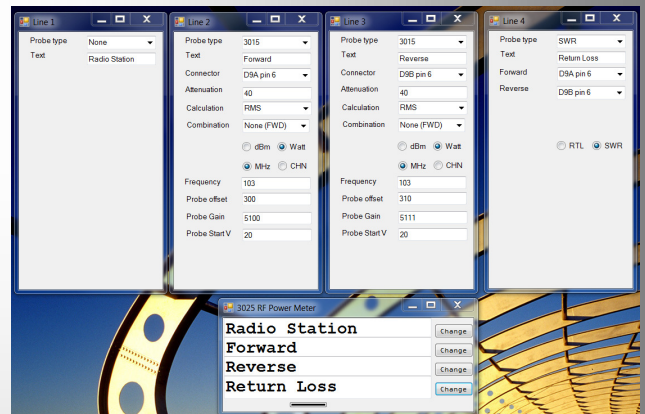 Line 1
Probe type None
Text Radio Station
Line 2
Probe type 3015
Text Forward
Connector D9A pin 6
Attenuation 40
Calculation RMS
Combination None (FWD)
dBm Watt
MHz CHN
Frequency 103
Probe offset 300
Probe Gain 5100
Probe Start V 20
Line 3
Probe type 3015
Text Reverse
Connector D9B pin 6
Attenuation 40
Calculation RMS
Combination None (FWD)
dBm Watt
MHz CHN
Frequency 103
Probe offset 310
Probe Gain 5111
Probe Start V 20
Line 4
Probe type SWR
Text Return Loss
Forward D9A pin 6
Reverse D9B pin 6
RTL SWR
3025 RF Power Meter
Radio Station Change
Forward Change
Reverse Change
Return Loss Change